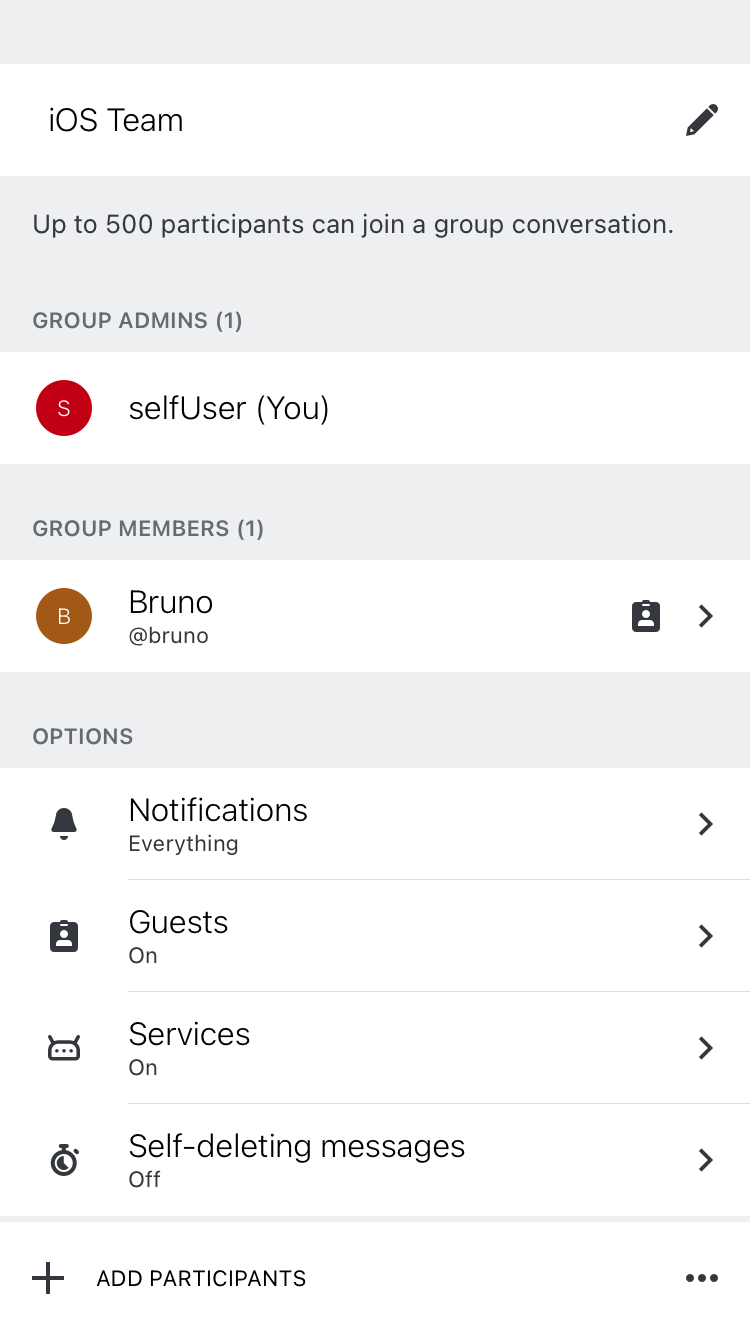 iOS Team
Up to 500 participants can join a group conversation.
GROUP ADMINS (1)
S
selfUser (You)
GROUP MEMBERS (1)
B
Bruno
@bruno
OPTIONS
Notifications
Everything
Guests
On
Services
On
Self-deleting messages
Off
ADD PARTICIPANTS